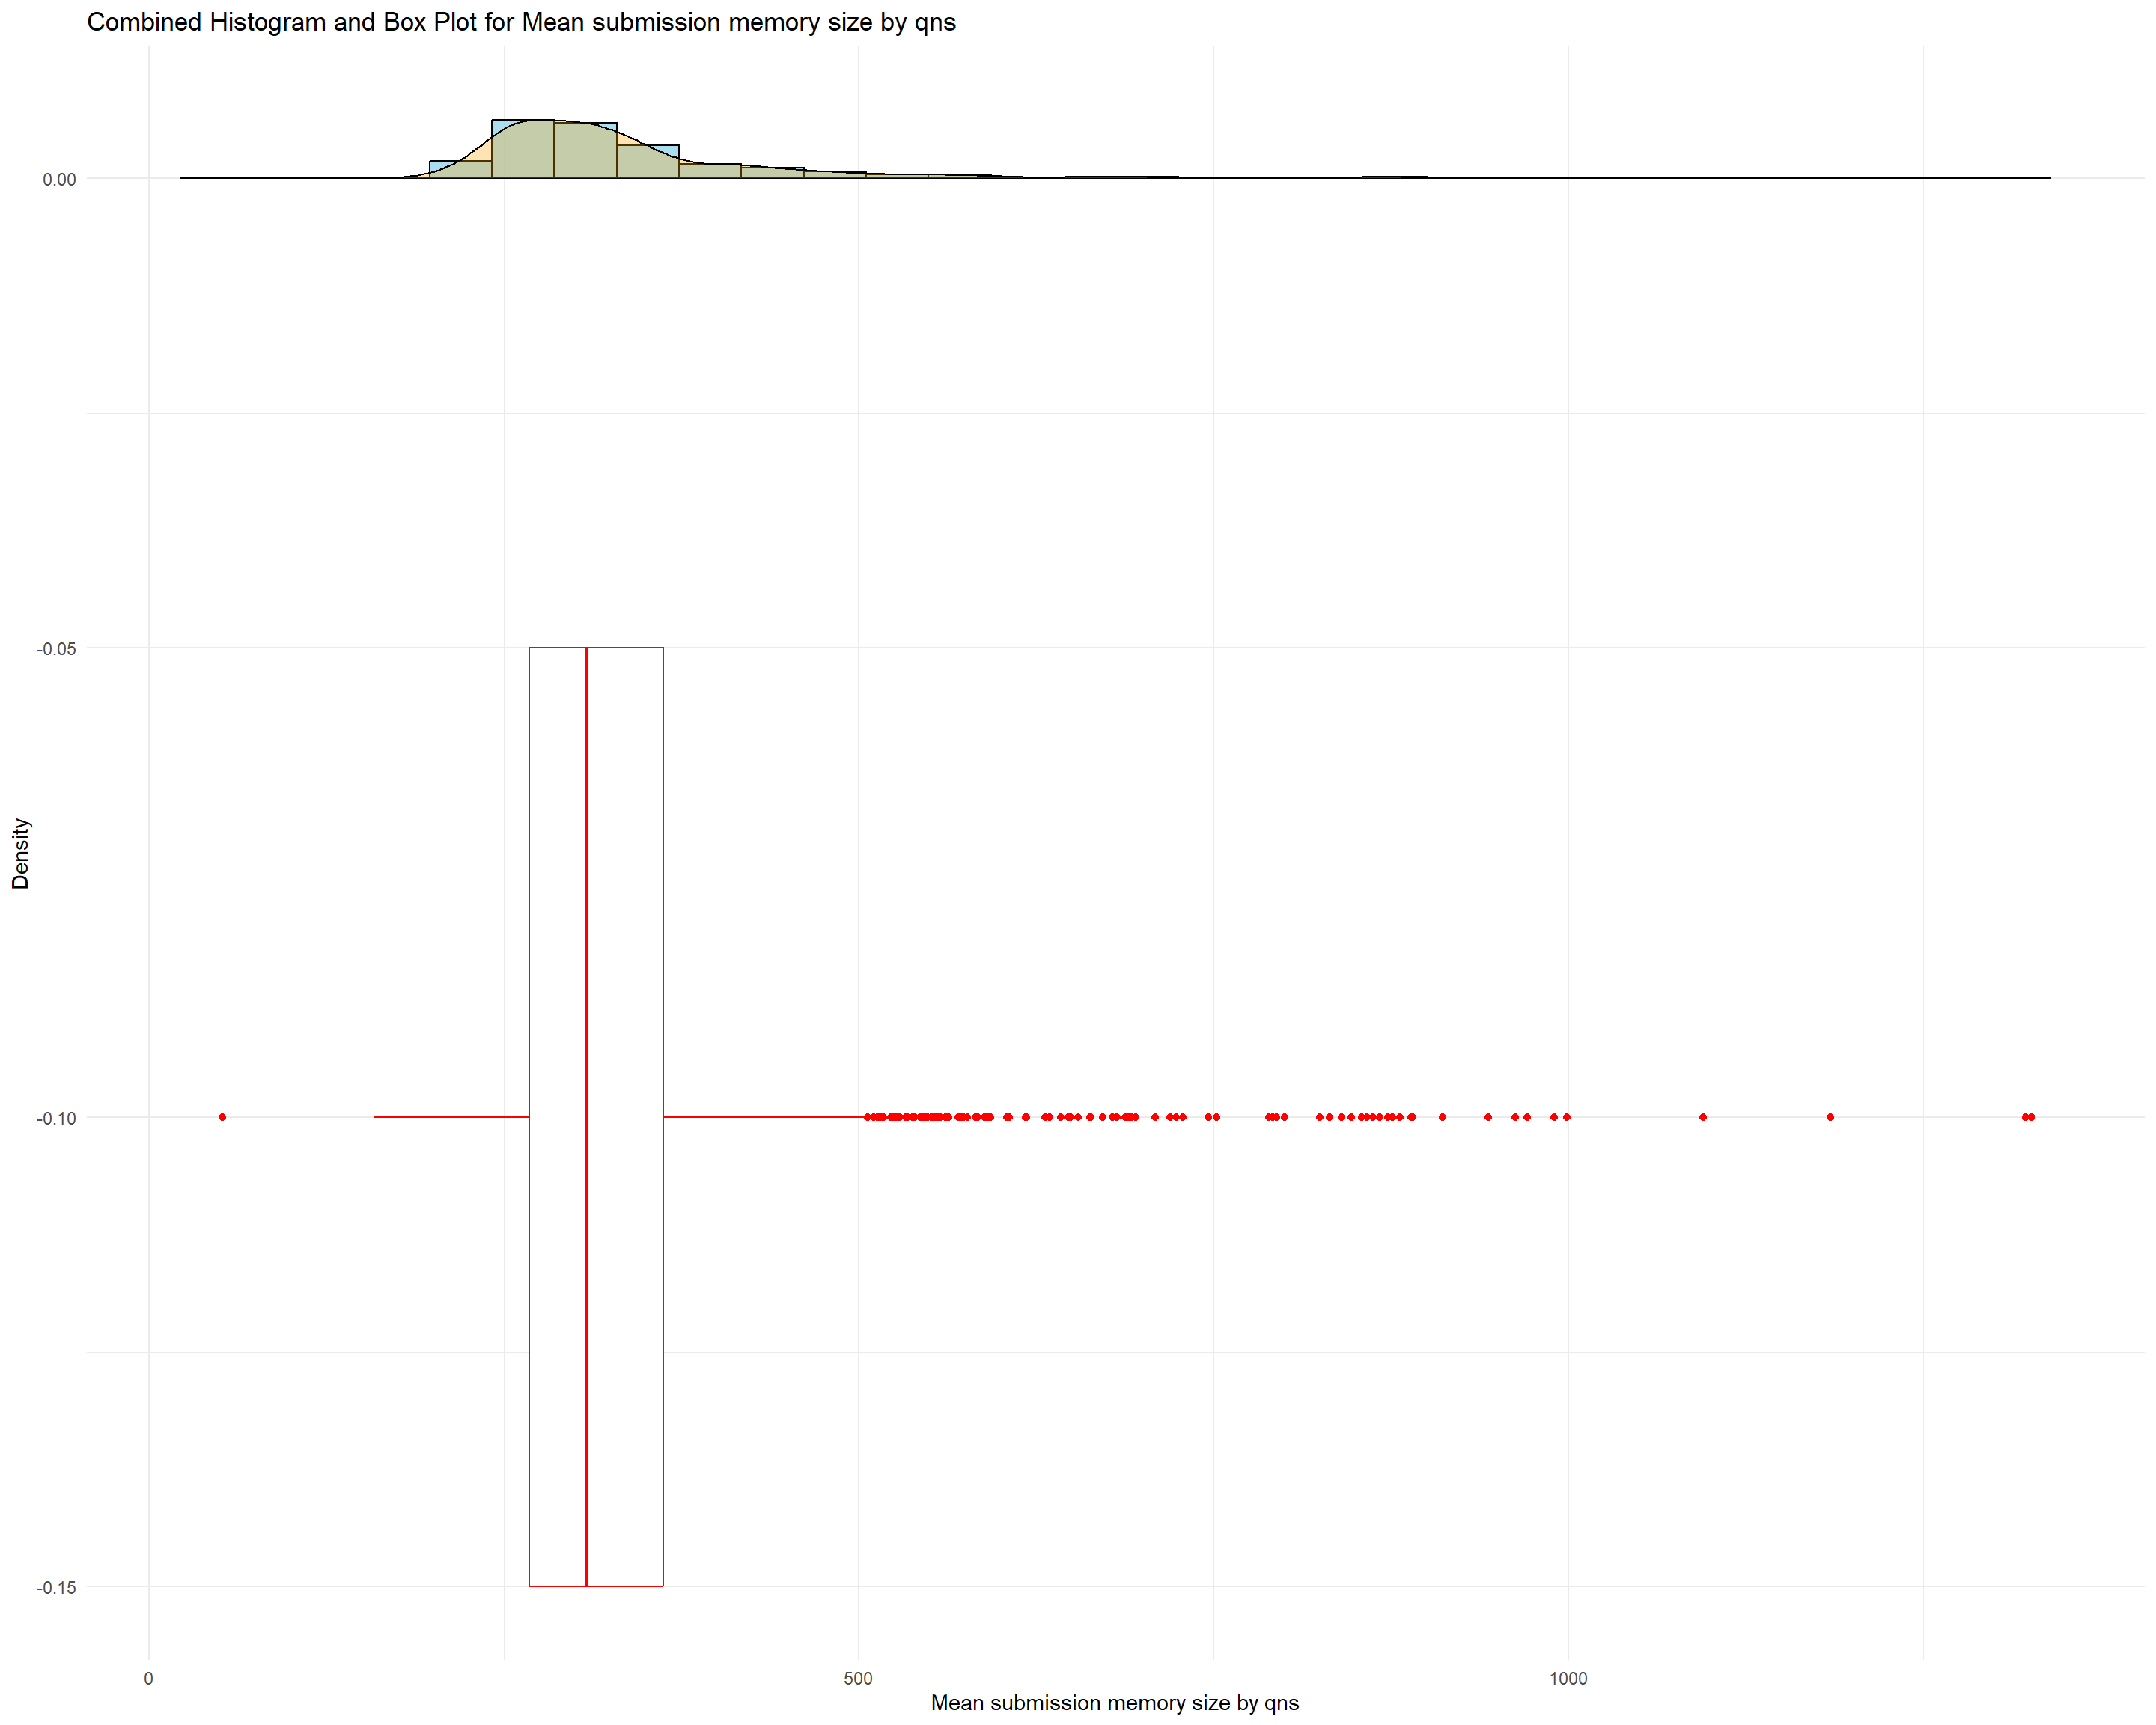 Combined Histogram and Box Plot for Mean submission memory size by qns
0.00
-0.05
Density
-0.10
-0.15
0
500
1000
Mean submission memory size by qns